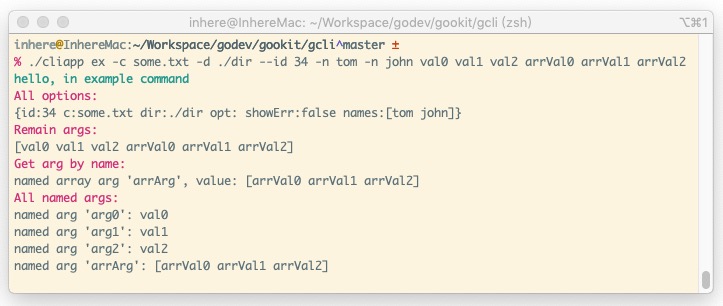 inhere@InhereMac:~/Workspace/godev/gookit/gcli (zsh)
⌥⌘1
inhere@InhereMac:~/Workspace/godev/gookit/gcli^master ±
% ./cliapp ex -c some.txt -d ./dir --id 34 -n tom -n john val0 val1 val2 arrVal0 arrVal1 arrVal2
hello, in example command
All options:
{id:34 c:some.txt dir:./dir opt: showErr:false names:[tom john]}
Remain args:
[val0 val1 val2 arrVal0 arrVal1 arrVal2]
Get arg by name:
named array arg 'arrArg', value: [arrVal0 arrVal1 arrVal2]
All named args:
named arg 'arg0': val0
named arg 'arg1': val1
named arg 'arg2': val2
named arg 'arrArg': [arrVal0 arrVal1 arrVal2]